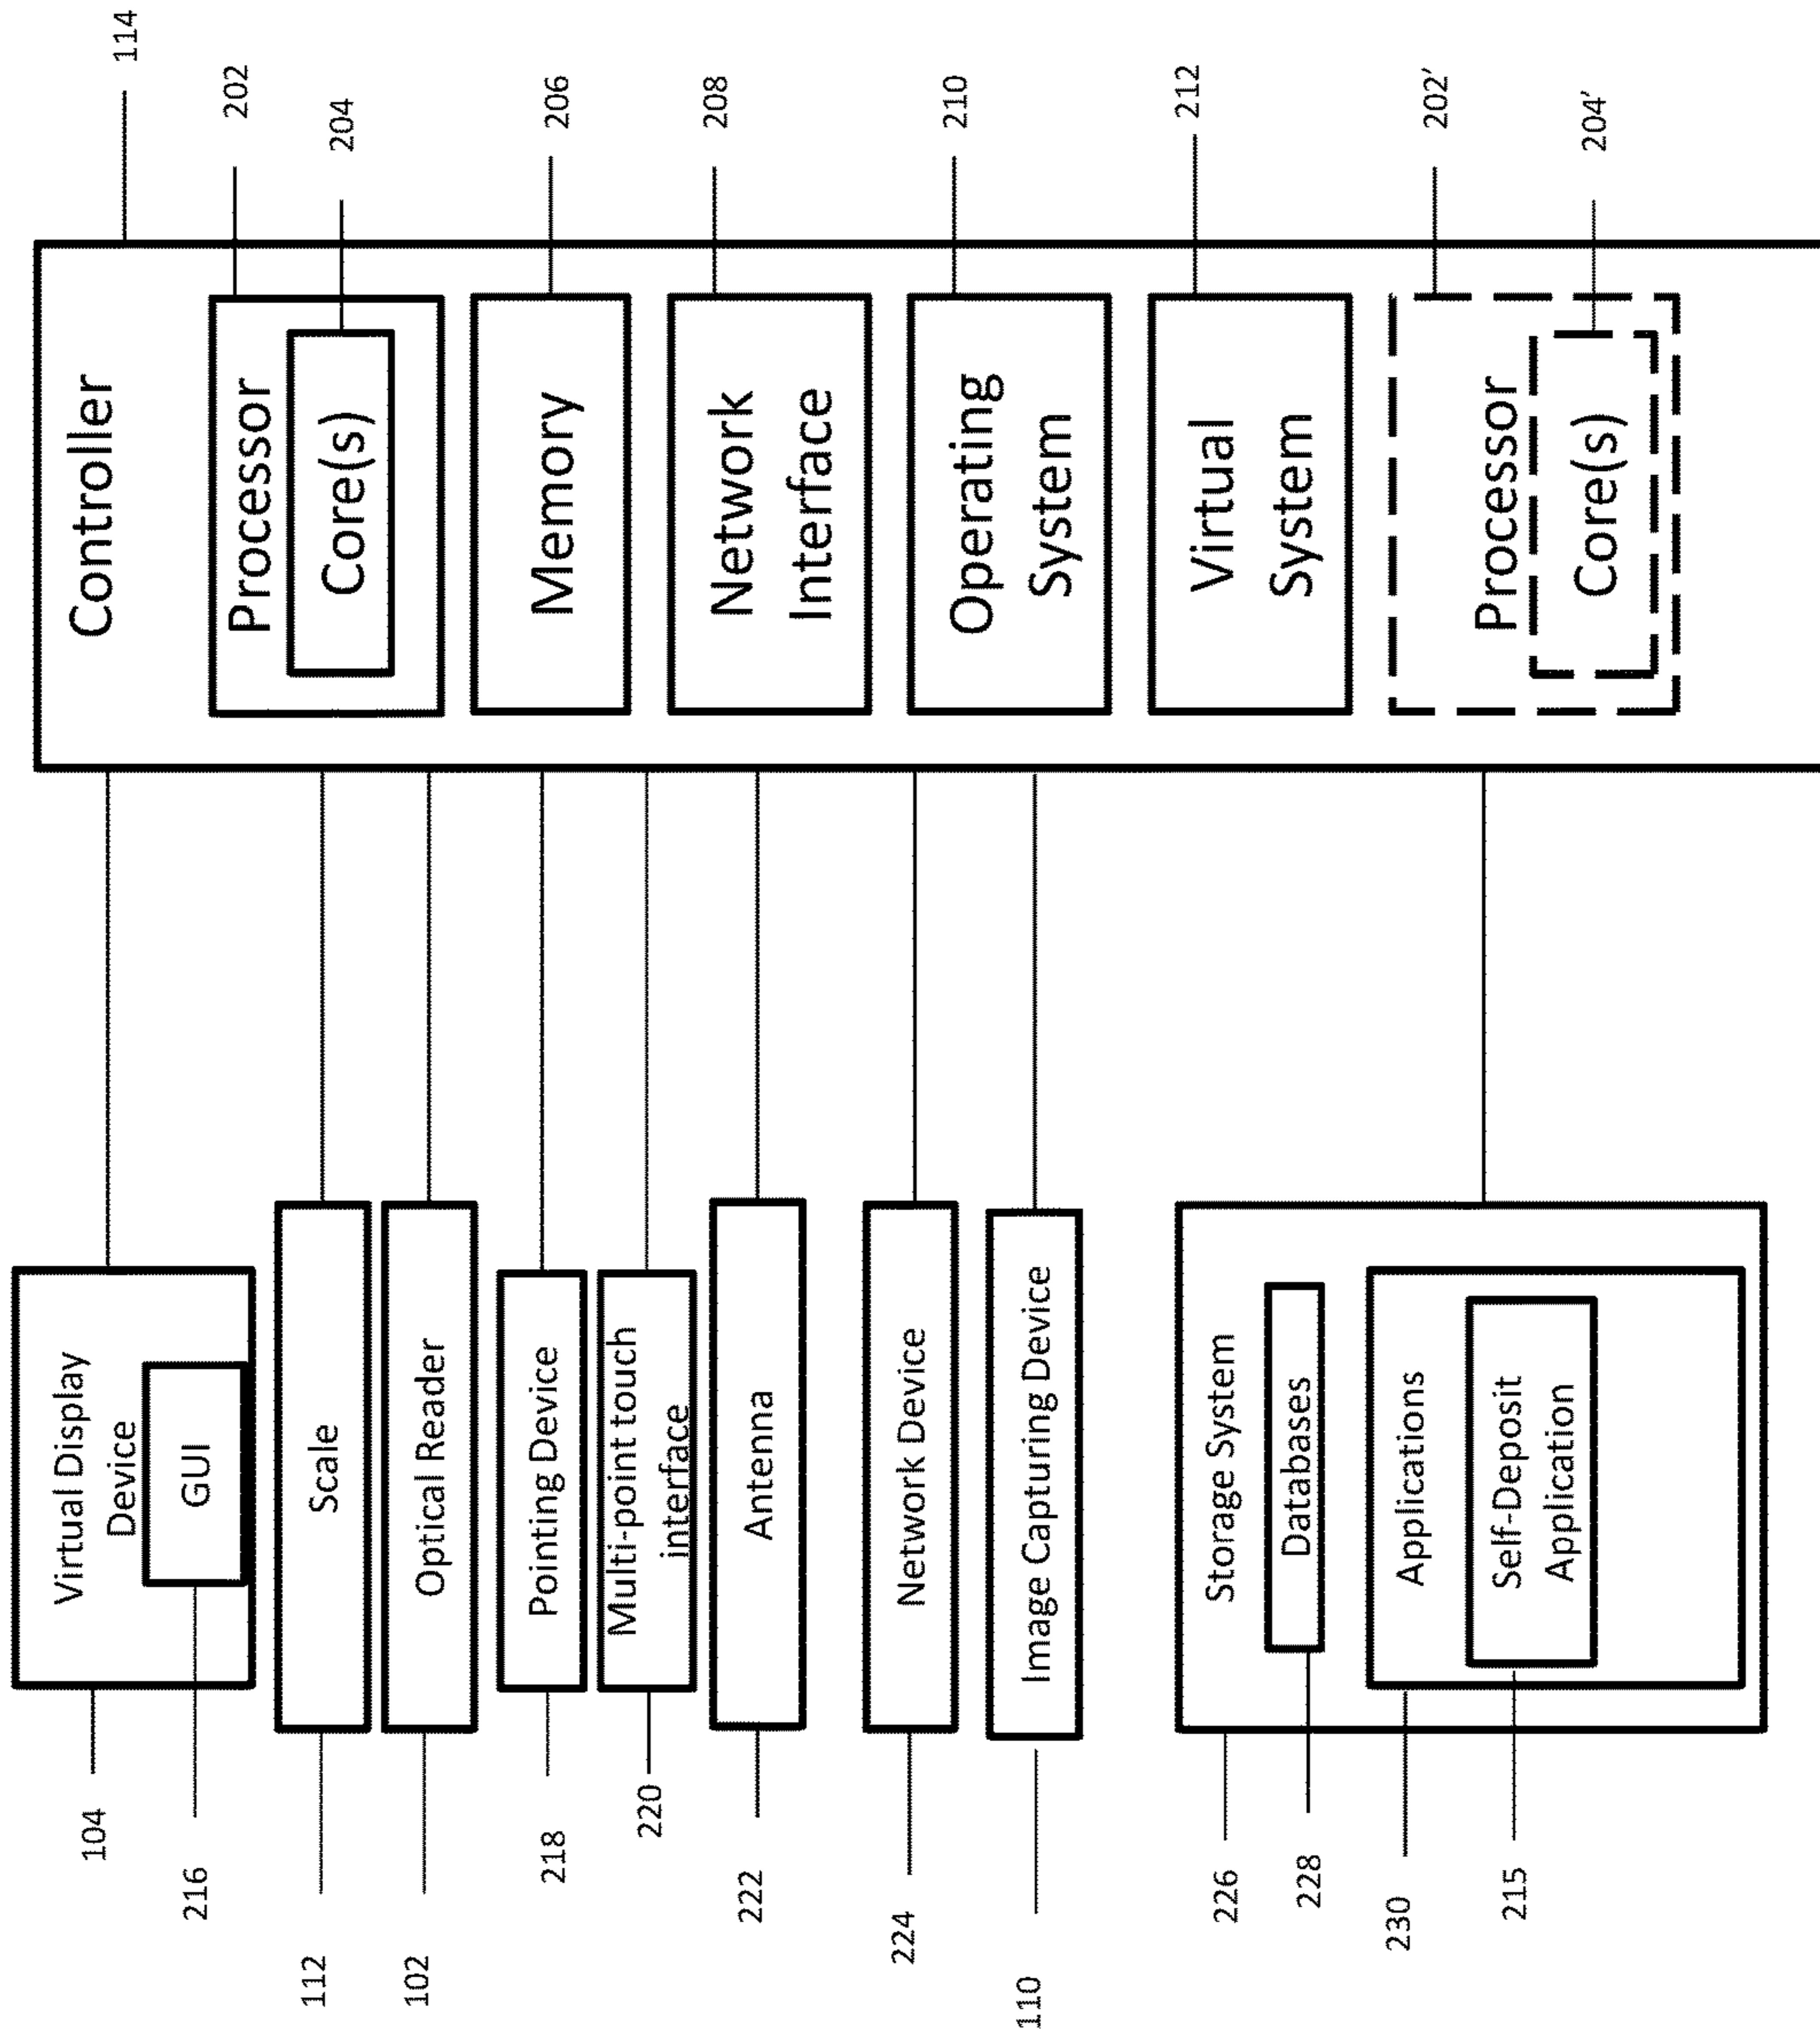 Virtual Display
Device
GUI
104
216
Scale
112
Optical Reader
102
Pointing Device
218
Multi-point touch
interface
220
Antenna
222
Network Device
224
Image Capturing Device
110
Storage System
226
Databases
228
Applications
230
Self-Deposit
Application
215
Controller
114
Processor
202
Core(s)
204
Memory
206
Network
Interface
208
Operating
System
210
Virtual
System
212
Processor
202'
Core(s)
204'